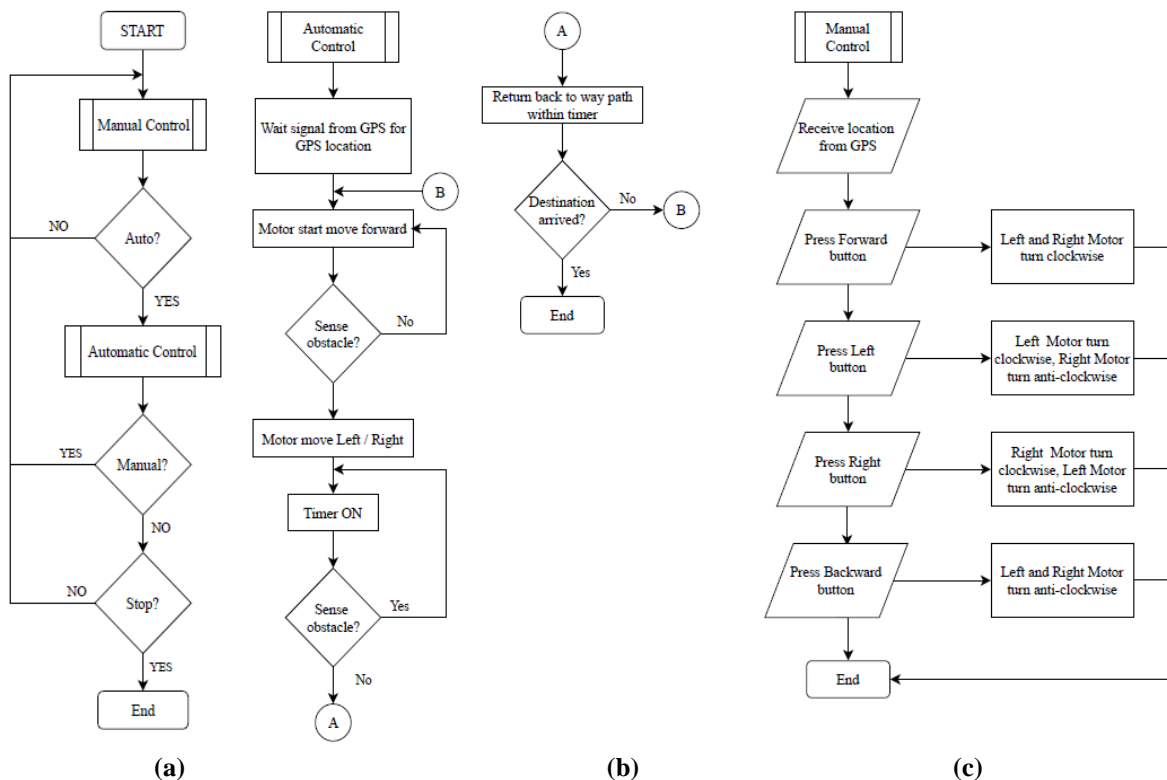 START
Manual Control
Auto?
NO
YES
Automatic Control
Manual?
YES
NO
Stop?
NO
YES
End
(a)
Automatic
Control
Wait signal from GPS for
GPS location
B
Motor start move forward
Sense
obstacle?
No
Motor move Left / Right
Timer ON
Sense
obstacle?
Yes
No
A
A
Return back to way path
within timer
Destination
arrived?
No
B
Yes
End
(b)
Manual
Control
Receive location
from GPS
Press Forward
button
Left and Right Motor
turn clockwise
Press Left
button
Left Motor turn
clockwise, Right Motor
turn anti-clockwise
Press Right
button
Right Motor turn
clockwise, Left Motor
turn anti-clockwise
Press Backward
button
Left and Right Motor
turn anti-clockwise
End
(c)